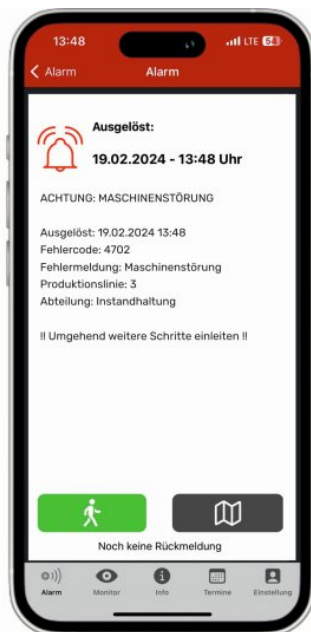 13:48
LTE 64
Alarm
Alarm
Ausgelöst:
19.02.2024 - 13:48 Uhr
ACHTUNG: MASCHINENSTÖRUNG
Ausgelöst: 19.02.2024 13:48
Fehlercode: 4702
Fehlermeldung: Maschinenstörung
Produktionslinie: 3
Abteilung: Instandhaltung
!! Umgehend weitere Schritte einleiten !!
Noch keine Rückmeldung
Alarm
Monitor
Info
Termine
Einstellung